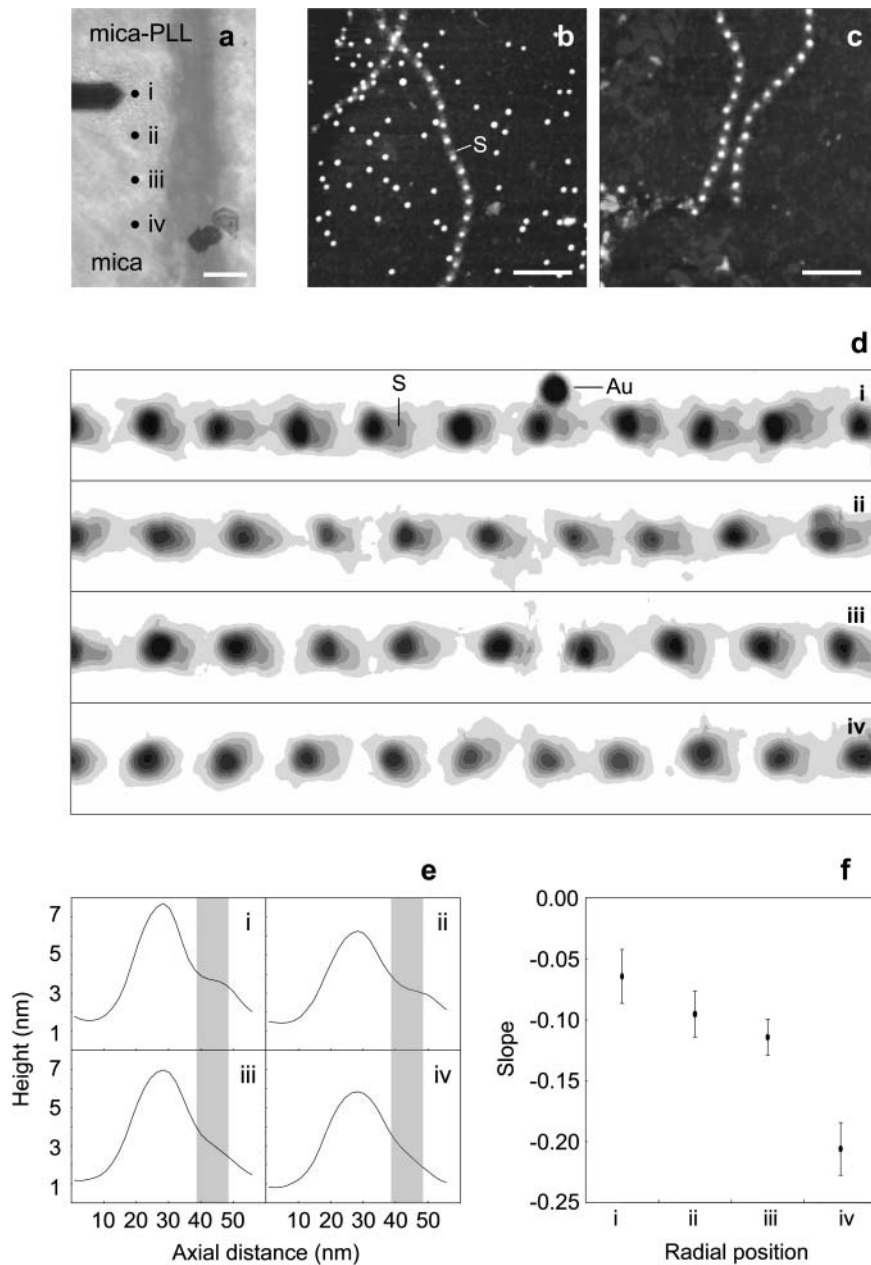 mica-PLL a
i
ii
iii
iv
mica
b
S
c
d
S
Au
i
ii
iii
iv
e
7
5
3
1
i
ii
7
5
3
1
iii
iv
Height (nm)
10 20 30 40 50 10 20 30 40 50
Axial distance (nm)
f
0.00
-0.05
-0.10
-0.15
-0.20
-0.25
Slope
i ii iii iv
Radial position